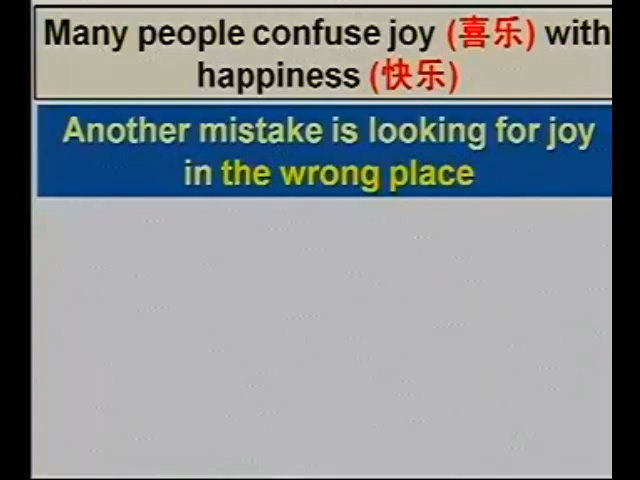 Many people confuse joy (喜乐) with
happiness (快乐)
Another mistake is looking for joy
in the wrong place